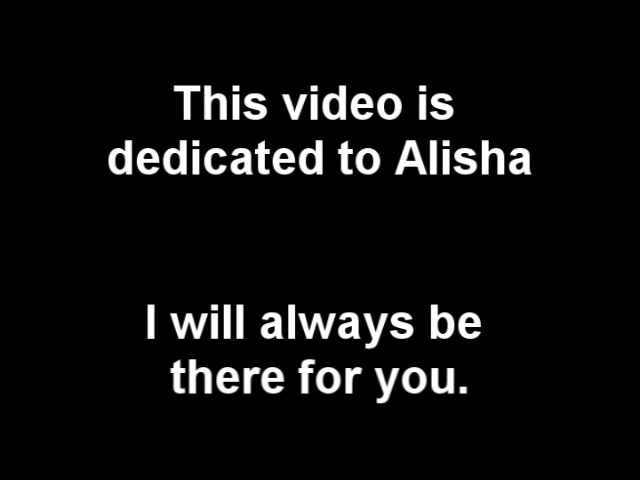 This video is
dedicated to Alisha
I will always be
there for you.